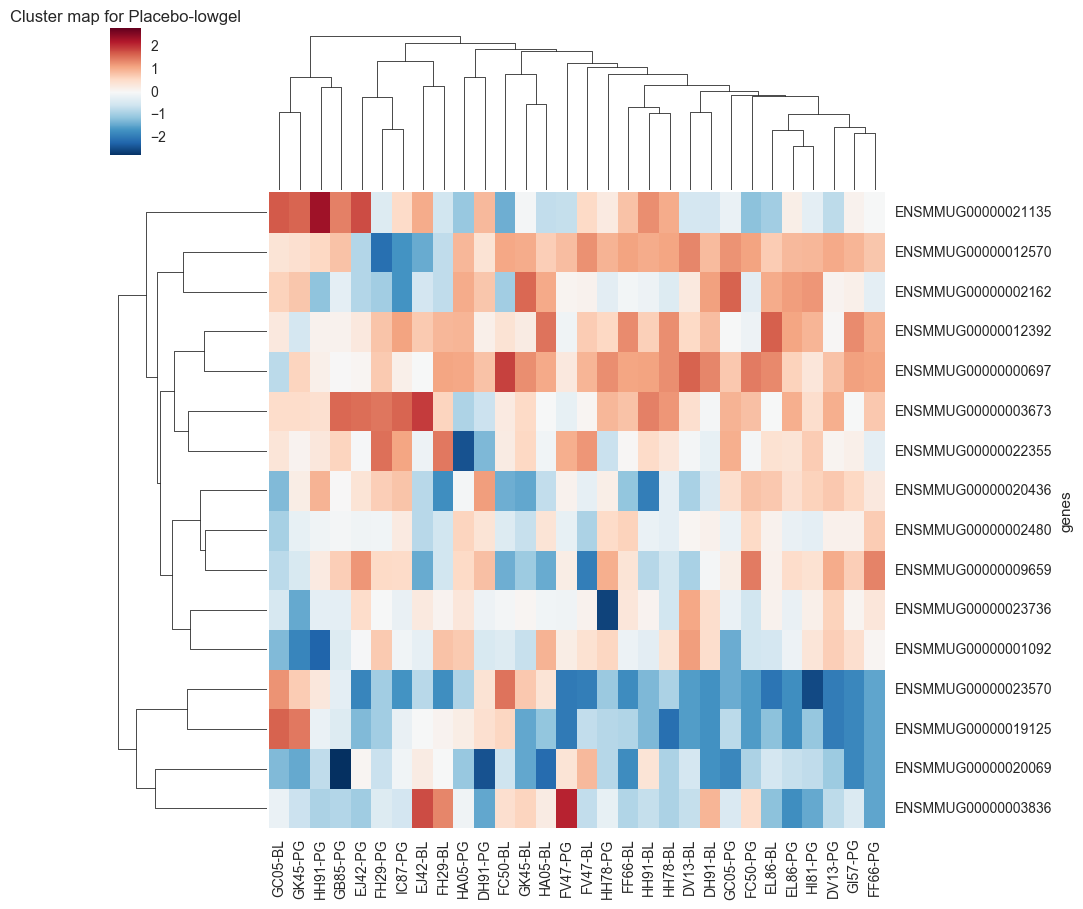 Cluster map for Placebo-lowgel
2
1
0
−1
−2
ENSMMUG00000021135
ENSMMUG00000012570
ENSMMUG00000002162
ENSMMUG00000012392
ENSMMUG00000000697
ENSMMUG00000003673
ENSMMUG00000022355
ENSMMUG00000020436
ENSMMUG00000002480
ENSMMUG00000009659
ENSMMUG00000023736
ENSMMUG00000001092
ENSMMUG00000023570
ENSMMUG00000019125
ENSMMUG00000020069
ENSMMUG00000003836
genes
GC05-BL
GK45-PG
HH91-PG
GB85-PG
EJ42-PG
FH29-PG
IC87-PG
EJ42-BL
FH29-BL
HA05-PG
DH91-PG
FC50-BL
GK45-BL
HA05-BL
FV47-PG
FV47-BL
HH78-PG
FF66-BL
HH91-BL
HH78-BL
DV13-BL
DH91-BL
GC05-PG
FC50-PG
EL86-BL
EL86-PG
HI81-PG
DV13-PG
GI57-PG
FF66-PG